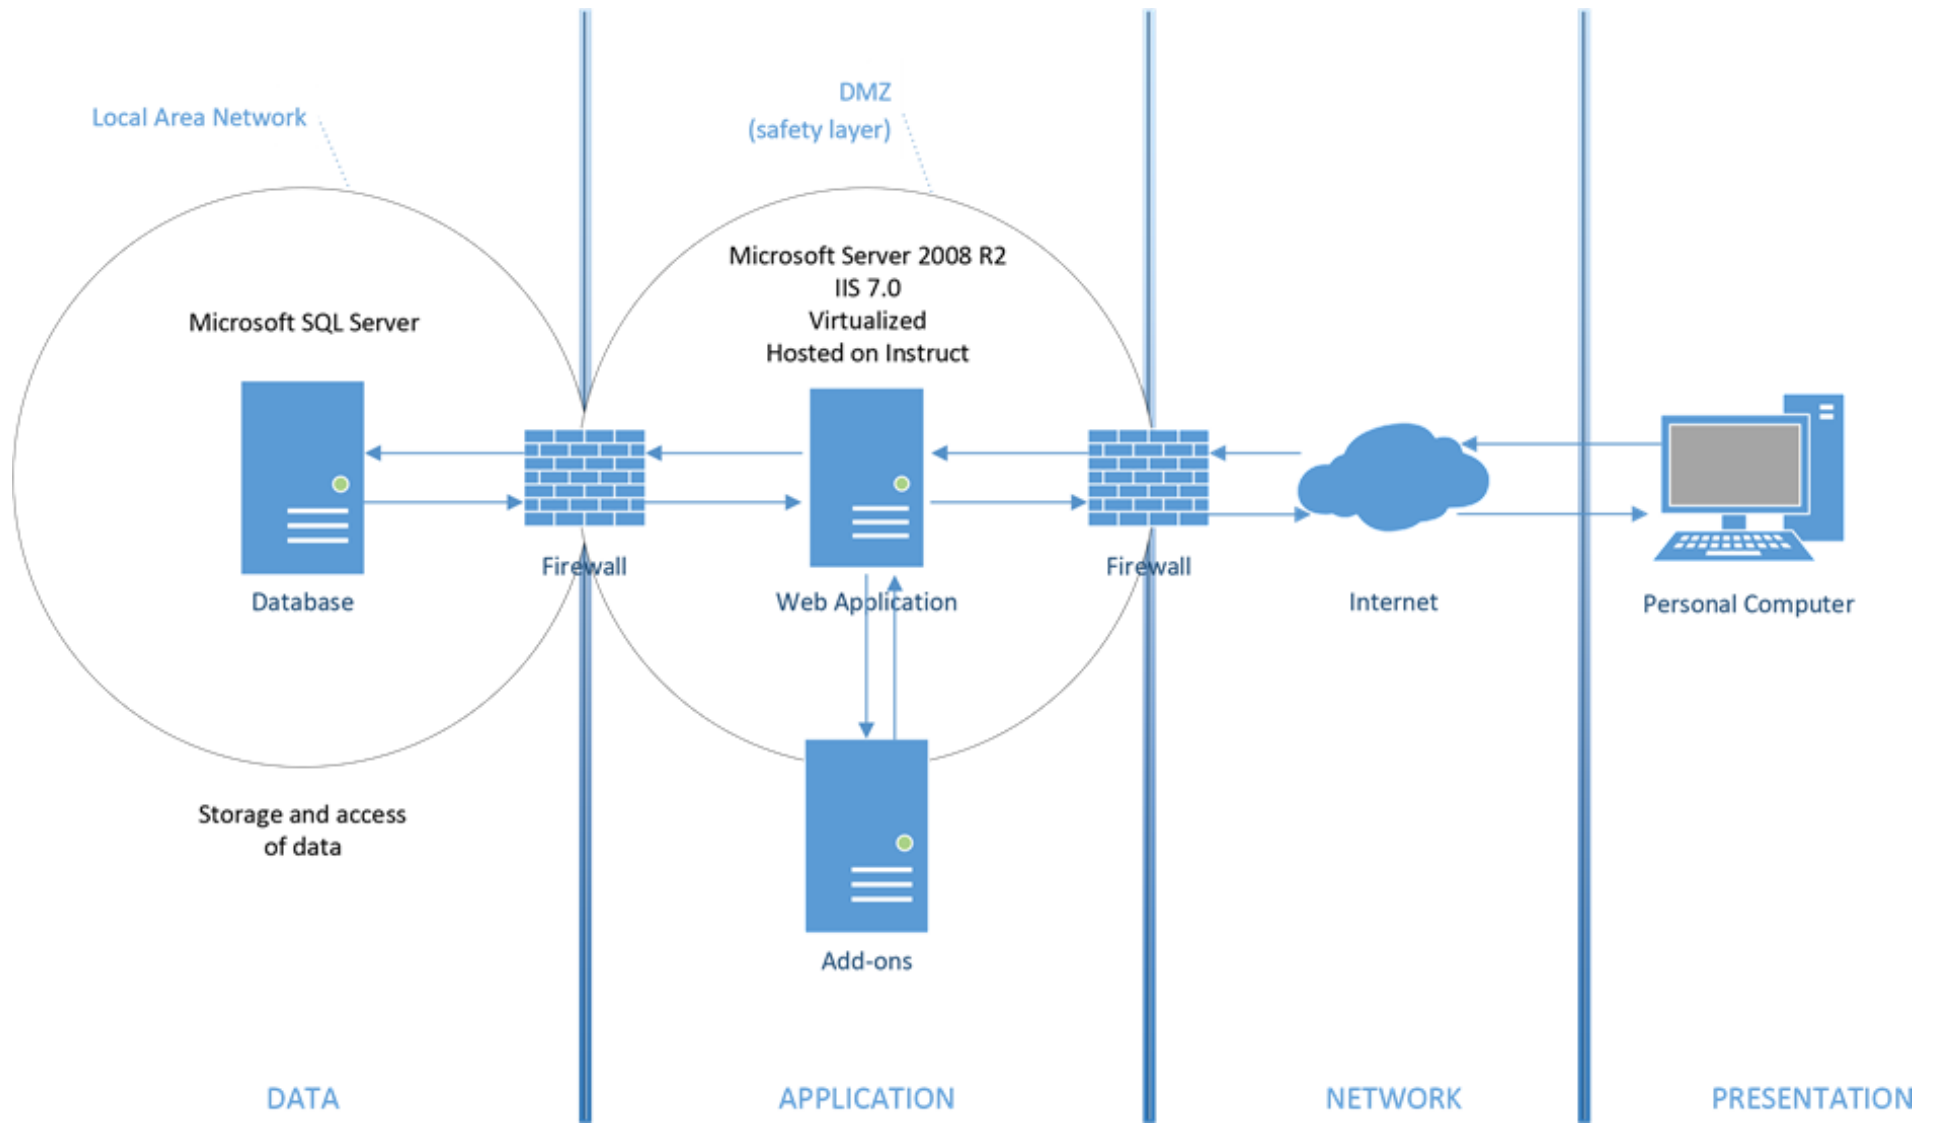 Local Area Network
DMZ
(safety layer)
Microsoft SQL Server
Microsoft Server 2008 R2
IIS 7.0
Virtualized
Hosted on Instruct
Database
Firewall
Web Application
Firewall
Internet
Personal Computer
Storage and access
of data
Add-ons
DATA
APPLICATION
NETWORK
PRESENTATION